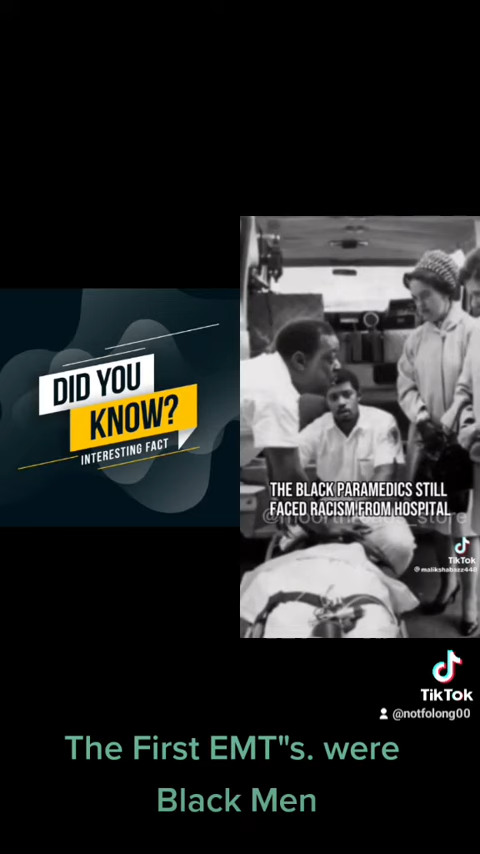 DID YOU
KNOW?
INTERESTING FACT
THE BLACK PARAMEDICS STILL
FACED RACISM FROM HOSPITAL
TikTok
@malikshabazz440
TikTok
@notfolong00
The First EMT"s. were
Black Men